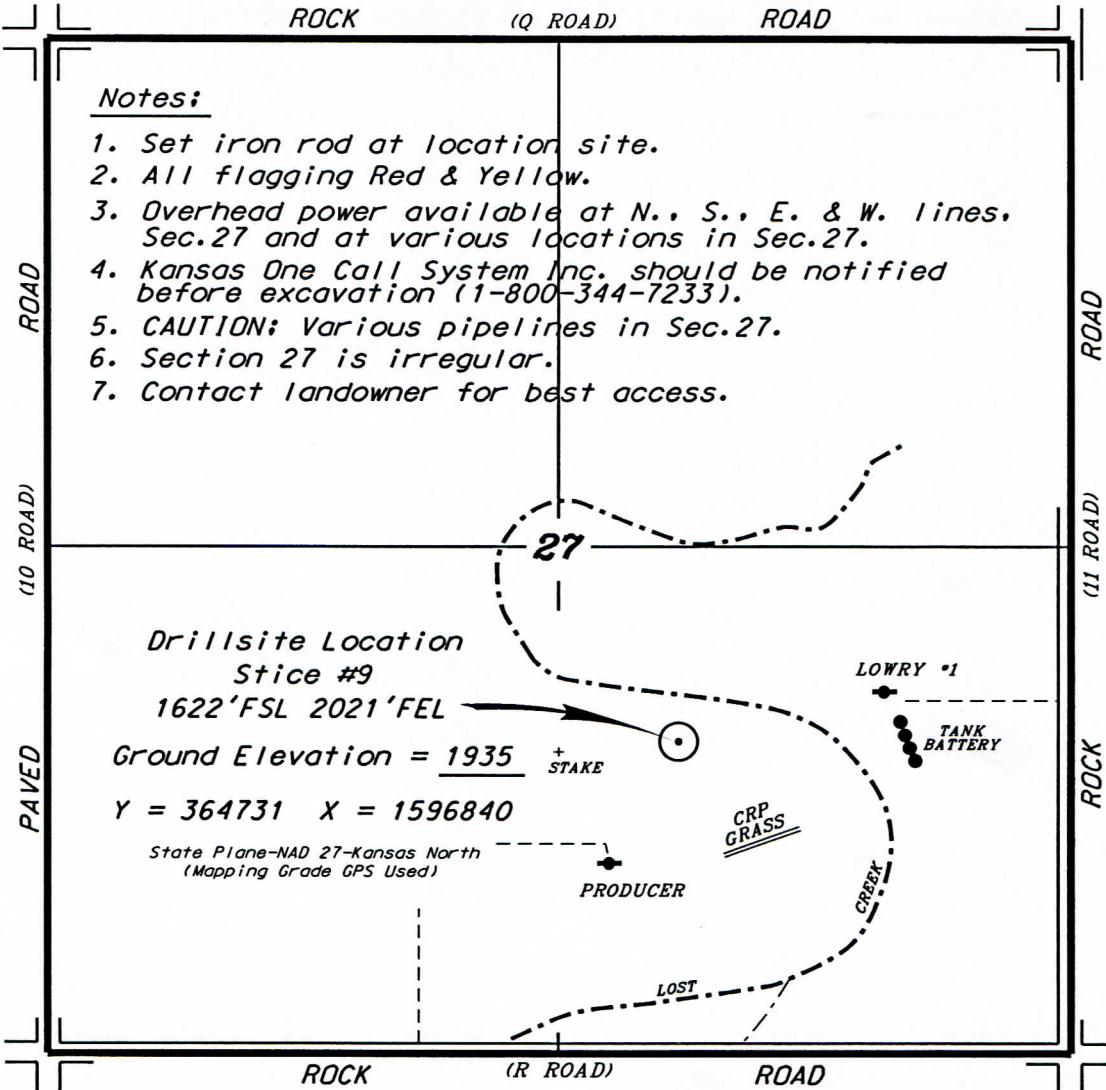 ROCK (Q ROAD) ROAD
Notes:
1. Set iron rod at location site.
2. All flagging Red & Yellow.
3. Overhead power available at N., S., E. & W. lines,
Sec.27 and at various locations in Sec.27.
4. Kansas One Call System Inc. should be notified
before excavation (1-800-344-7233).
5. CAUTION: Various pipelines in Sec.27.
6. Section 27 is irregular.
7. Contact landowner for best access.
ROAD
(10 ROAD)
PAVED
ROAD
(11 ROAD)
ROCK
27
Drillsite Location
Stice #9
1622'FSL 2021'FEL
Ground Elevation = 1935
Y = 364731 X = 1596840
State Plane-NAD 27-Kansas North
(Mapping Grade GPS Used)
+
STAKE
LOWRY #1
TANK
BATTERY
CRP
GRASS
PRODUCER
CREEK
LOST
ROCK (R ROAD) ROAD